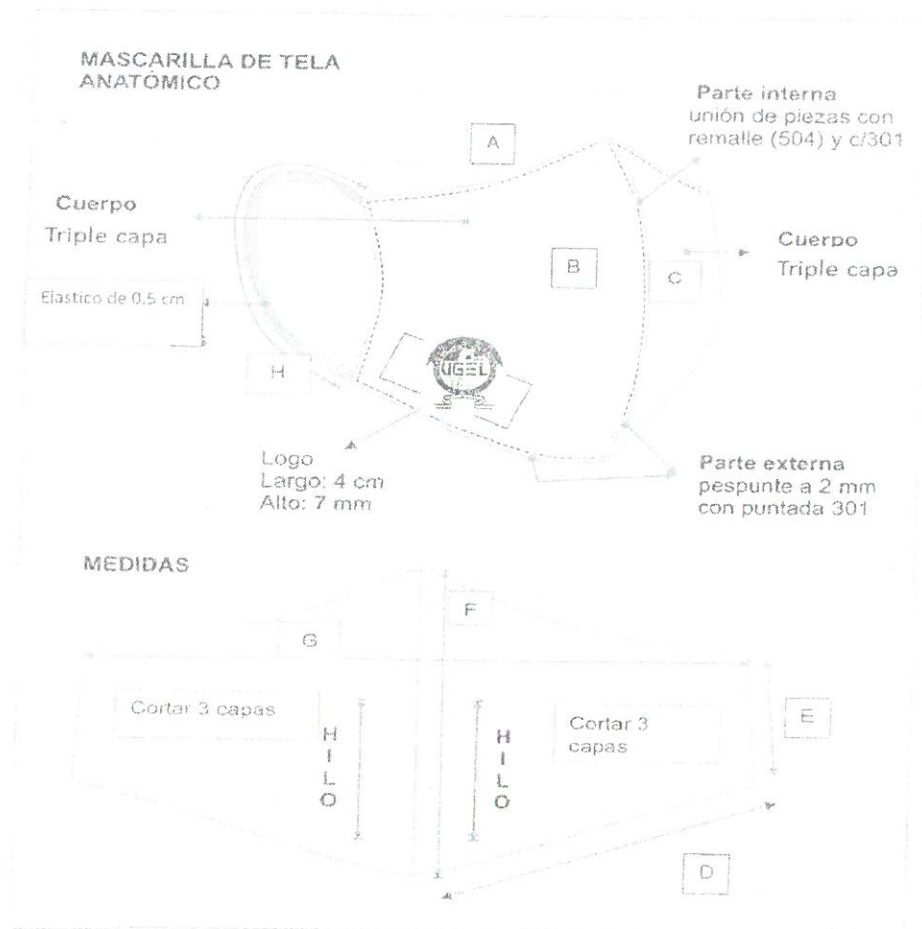 MASCARILLA DE TELA
ANATÓMICO
Parte interna
unión de piezas con
remalle (504) y c/301
A
Cuerpo
Triple capa
B
C
Cuerpo
Triple capa
Elastico de 0.5 cm
H
UGEL
Logo
Largo: 4 cm
Alto: 7 mm
Parte externa
pespunte a 2 mm
con puntada 301
MEDIDAS
F
G
Cortar 3 capas
HILO
HILO
Cortar 3
capas
E
D